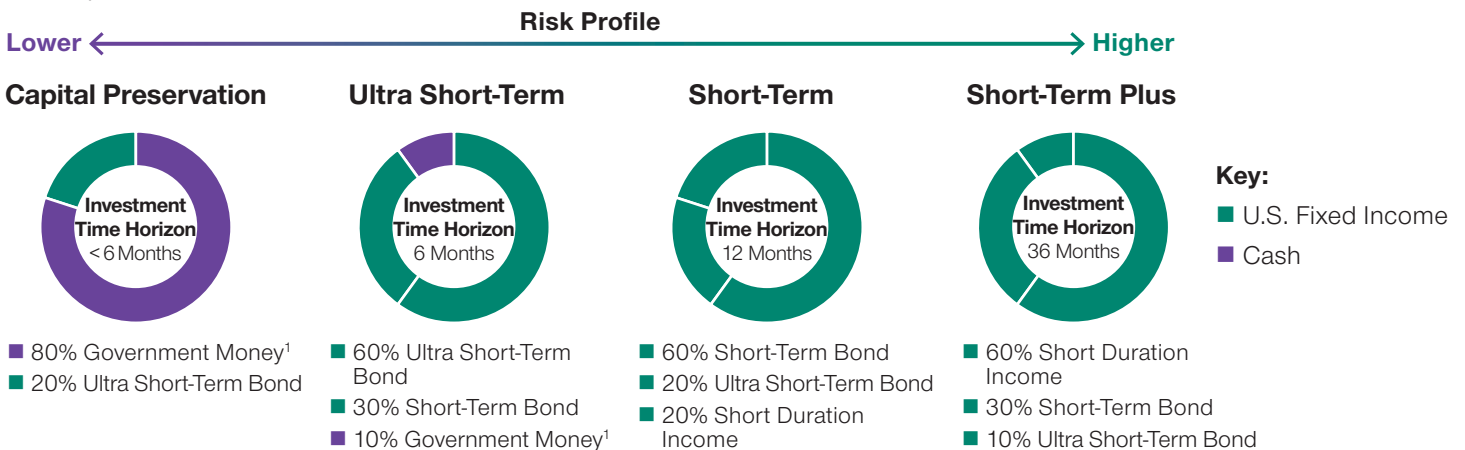 Risk Profile
Lower
Higher
Capital Preservation
Investment
Time Horizon
< 6 Months
80% Government Money¹
20% Ultra Short-Term Bond
Ultra Short-Term
Investment
Time Horizon
6 Months
60% Ultra Short-Term
Bond
30% Short-Term Bond
10% Government Money¹
Short-Term
Investment
Time Horizon
12 Months
60% Short-Term Bond
20% Ultra Short-Term Bond
20% Short Duration
Income
Short-Term Plus
Investment
Time Horizon
36 Months
60% Short Duration
Income
30% Short-Term Bond
10% Ultra Short-Term Bond
Key:
U.S. Fixed Income
Cash